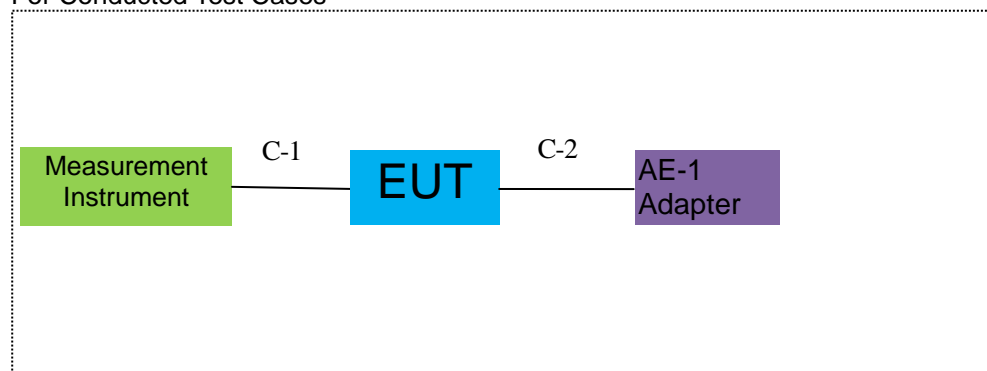 For Conducted Test Cases
Measurement
Instrument
C-1
EUT
C-2
AE-1
Adapter